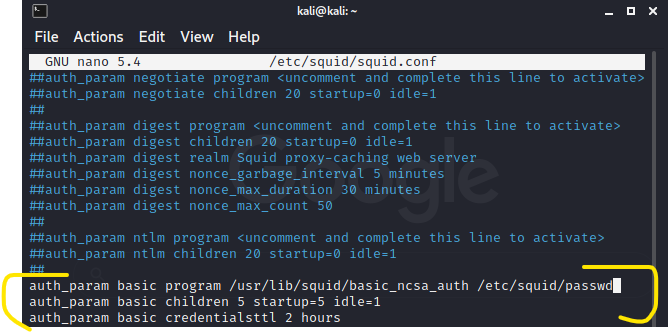 kali@kali: ~
File Actions Edit View Help
GNU nano 5.4 /etc/squid/squid.conf
##auth_param negotiate program <uncomment and complete this line to activate>
##auth_param negotiate children 20 startup=0 idle=1
##
##auth_param digest program <uncomment and complete this line to activate>
##auth_param digest children 20 startup=0 idle=1
##auth_param digest realm Squid proxy-caching web server
##auth_param digest nonce_garbage_interval 5 minutes
##auth_param digest nonce_max_duration 30 minutes
##auth_param digest nonce_max_count 50
##
##auth_param ntlm program <uncomment and complete this line to activate>
##auth_param ntlm children 20 startup=0 idle=1
##
auth_param basic program /usr/lib/squid/basic_ncsa_auth /etc/squid/passwd
auth_param basic children 5 startup=5 idle=1
auth_param basic credentialsttl 2 hours
Google